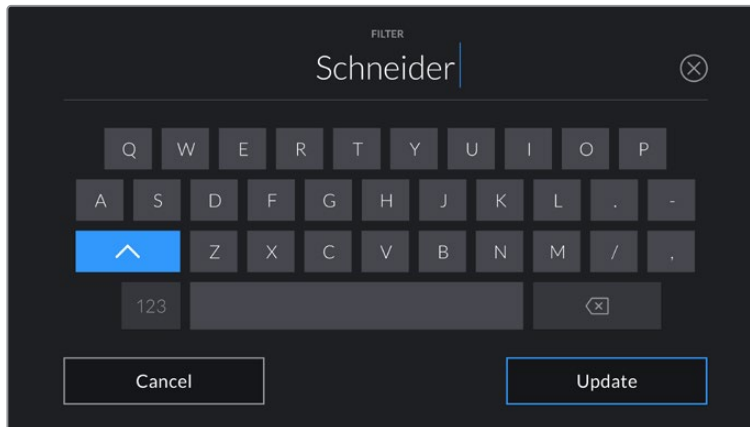 FILTER
Schneider
Q W E R T Y U I O P
A S D F G H J K L . -
Z X C V B N M / ,
123
Cancel Update